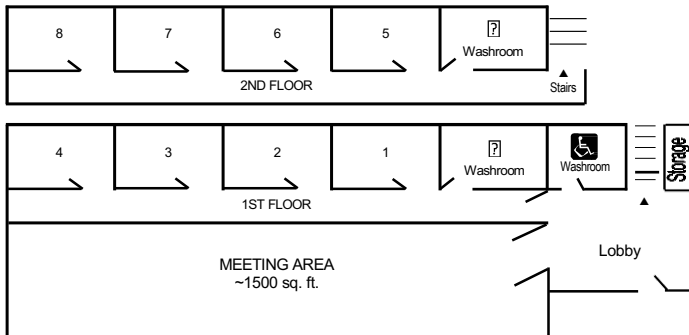 8
7
6
5
?
Washroom
2ND FLOOR
Stairs
4
3
2
1
?
Washroom
Washroom
Storage
1ST FLOOR
Lobby
MEETING AREA
~1500 sq. ft.